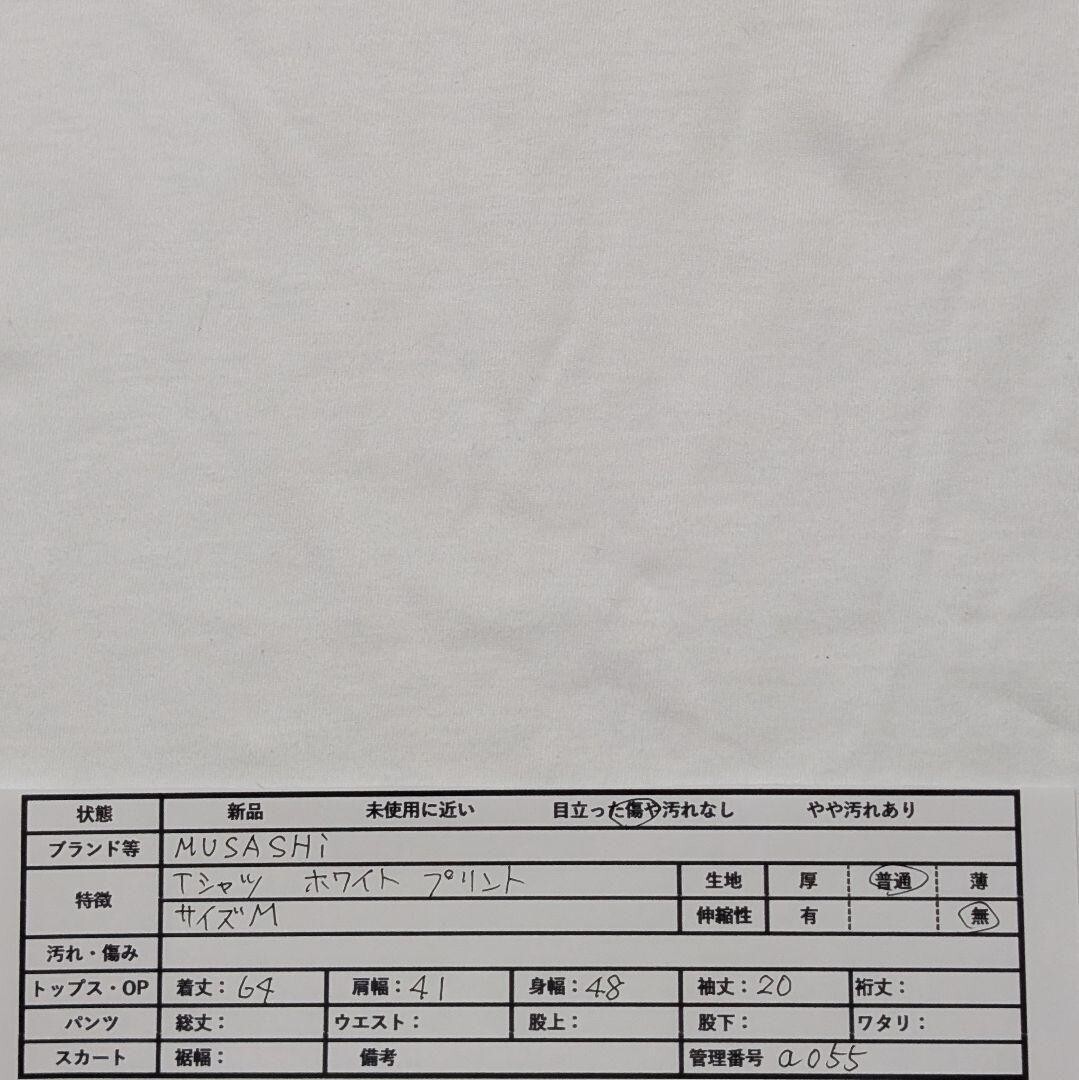 状態 新品 未使用に近い 目立った傷や汚れなし やや汚れあり
ブランド等 MUSASHi
特徴 Tシャツ ホワイト プリント 生地 厚 普通 薄
サイズM 伸縮性 有 無
汚れ・傷み
トップス・OP 着丈：64 肩幅：41 身幅：48 袖丈：20 裄丈：
パンツ 総丈： ウエスト： 股上： 股下： ワタリ：
スカート 裾幅： 備考 管理番号 a055